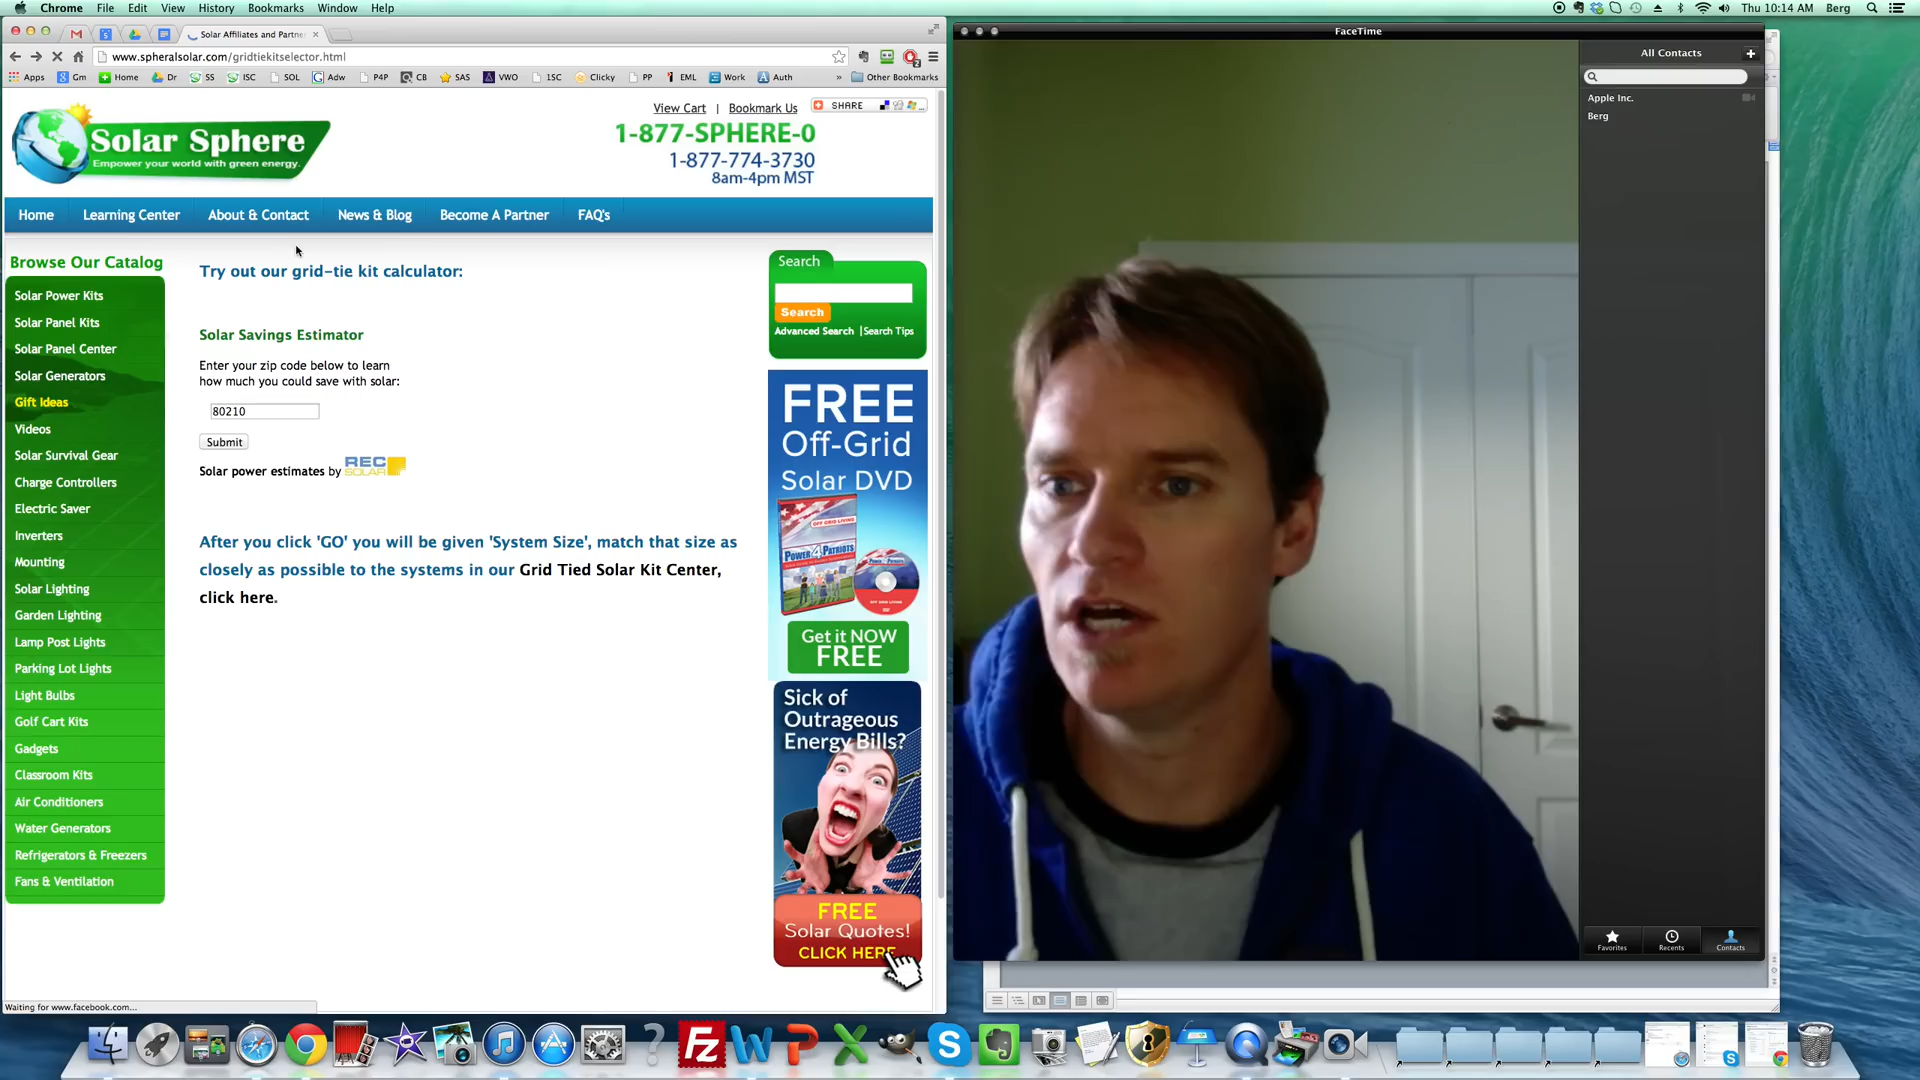 Chrome File Edit View History Bookmarks Window Help
Thu 10:14 AM Berg
Solar Affiliates and Partne
www.spheralsolar.com/gridtiekitselector.html
Apps Gm Home Dr SS ISC SOL Adw P4P CB SAS VWO 1SC Clicky PP EML Work Auth » Other Bookmarks
View Cart | Bookmark Us SHARE
Solar Sphere
Empower your world with green energy.
1-877-SPHERE-0
1-877-774-3730
8am-4pm MST
Home Learning Center About & Contact News & Blog Become A Partner FAQ's
Browse Our Catalog
Solar Power Kits
Solar Panel Kits
Solar Panel Center
Solar Generators
Gift Ideas
Videos
Solar Survival Gear
Charge Controllers
Electric Saver
Inverters
Mounting
Solar Lighting
Garden Lighting
Lamp Post Lights
Parking Lot Lights
Light Bulbs
Golf Cart Kits
Gadgets
Classroom Kits
Air Conditioners
Water Generators
Refrigerators & Freezers
Fans & Ventilation
Try out our grid-tie kit calculator:
Solar Savings Estimator
Enter your zip code below to learn
how much you could save with solar:
80210
Submit
Solar power estimates by REC SOLAR
After you click 'GO' you will be given 'System Size', match that size as
closely as possible to the systems in our Grid Tied Solar Kit Center,
click here.
Search
Search
Advanced Search |Search Tips
FREE
Off-Grid
Solar DVD
OFF GRID LIVING
POWER4PATRIOTS
OFF GRID LIVING
Get it NOW
FREE
Sick of
Outrageous
Energy Bills?
FREE
Solar Quotes!
CLICK HERE
Waiting for www.facebook.com...
FaceTime
All Contacts +
Apple Inc.
Berg
Favorites Recents Contacts